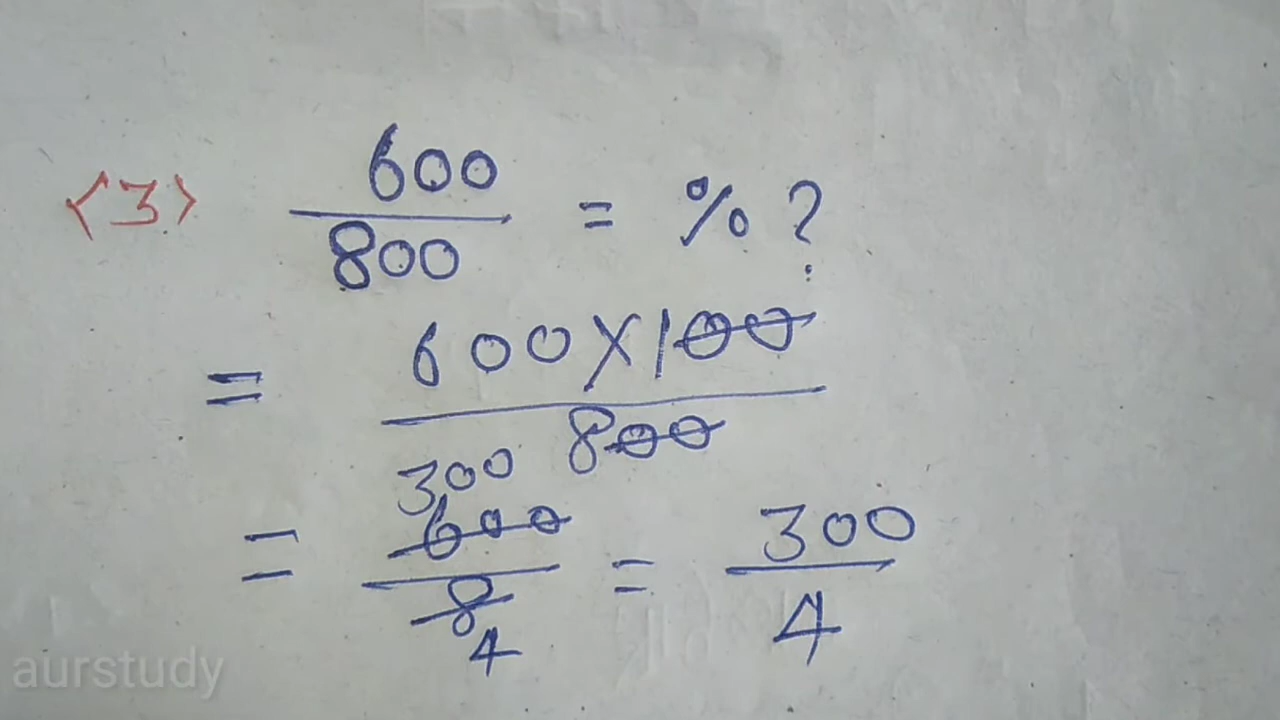 <3> 600/800 = % ?
= 600 X 100 / 800
= 300 600 / 8 4 = 300/4
aurstudy